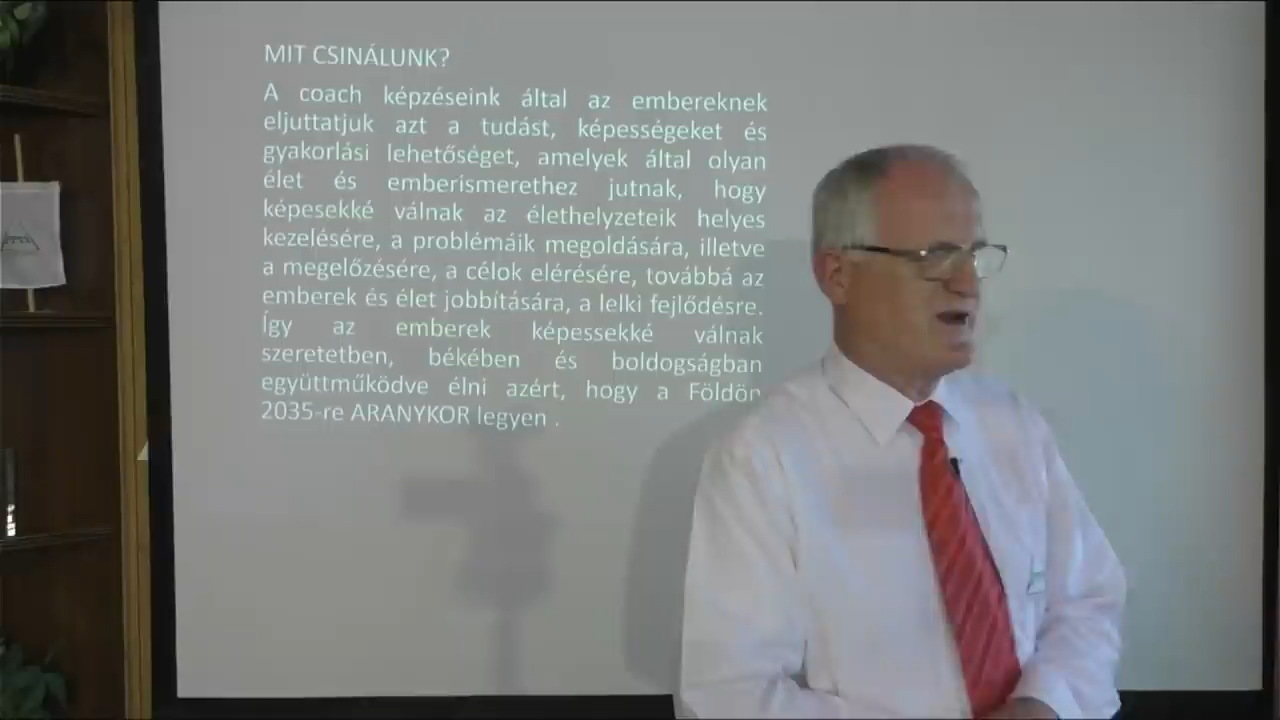 MIT CSINÁLUNK?
A coach képzéseink által az embereknek
eljuttatjuk azt a tudást, képességeket és
gyakorlási lehetőséget, amelyek által olyan
élet és emberismerethez jutnak, hogy
képesekké válnak az élethelyzeteik helyes
kezelésére, a problémáik megoldására, illetve
a megelőzésére, a célok elérésére, továbbá az
emberek és élet jobbítására, a lelki fejlődésre.
Így az emberek képessekké válnak
szeretetben, békében és boldogságban
együttműködve élni azért, hogy a Földön
2035-re ARANYKOR legyen .